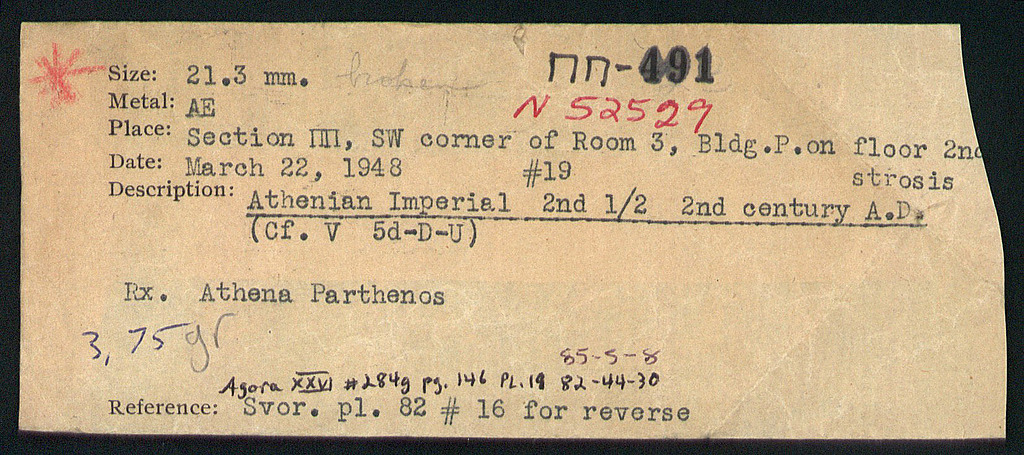 ΠΠ-491
Size: 21.3 mm. broken
N 52529
Metal: AE
Place: Section ΠΠ, SW corner of Room 3, Bldg.P.on floor 2nd
strosis
Date: March 22, 1948 #19
Description: Athenian Imperial 2nd 1/2 2nd century A.D.
(Cf. V 5d-D-U)
Rx. Athena Parthenos
3,75 gr
85-5-8
Agora XXVI #284g pg. 146 PL.19 82-44-30
Reference: Svor. pl. 82 # 16 for reverse